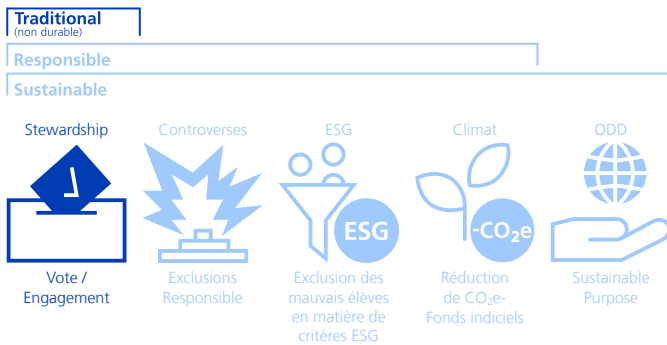 Traditional
(non durable)
Responsible
Sustainable
Stewardship
Controverses
ESG
Climat
ODD
ESG
-CO₂e
Vote /
Engagement
Exclusions
Responsible
Exclusion des
mauvais élèves
en matière de
critères ESG
Réduction
de CO₂e-
Fonds indiciels
Sustainable
Purpose